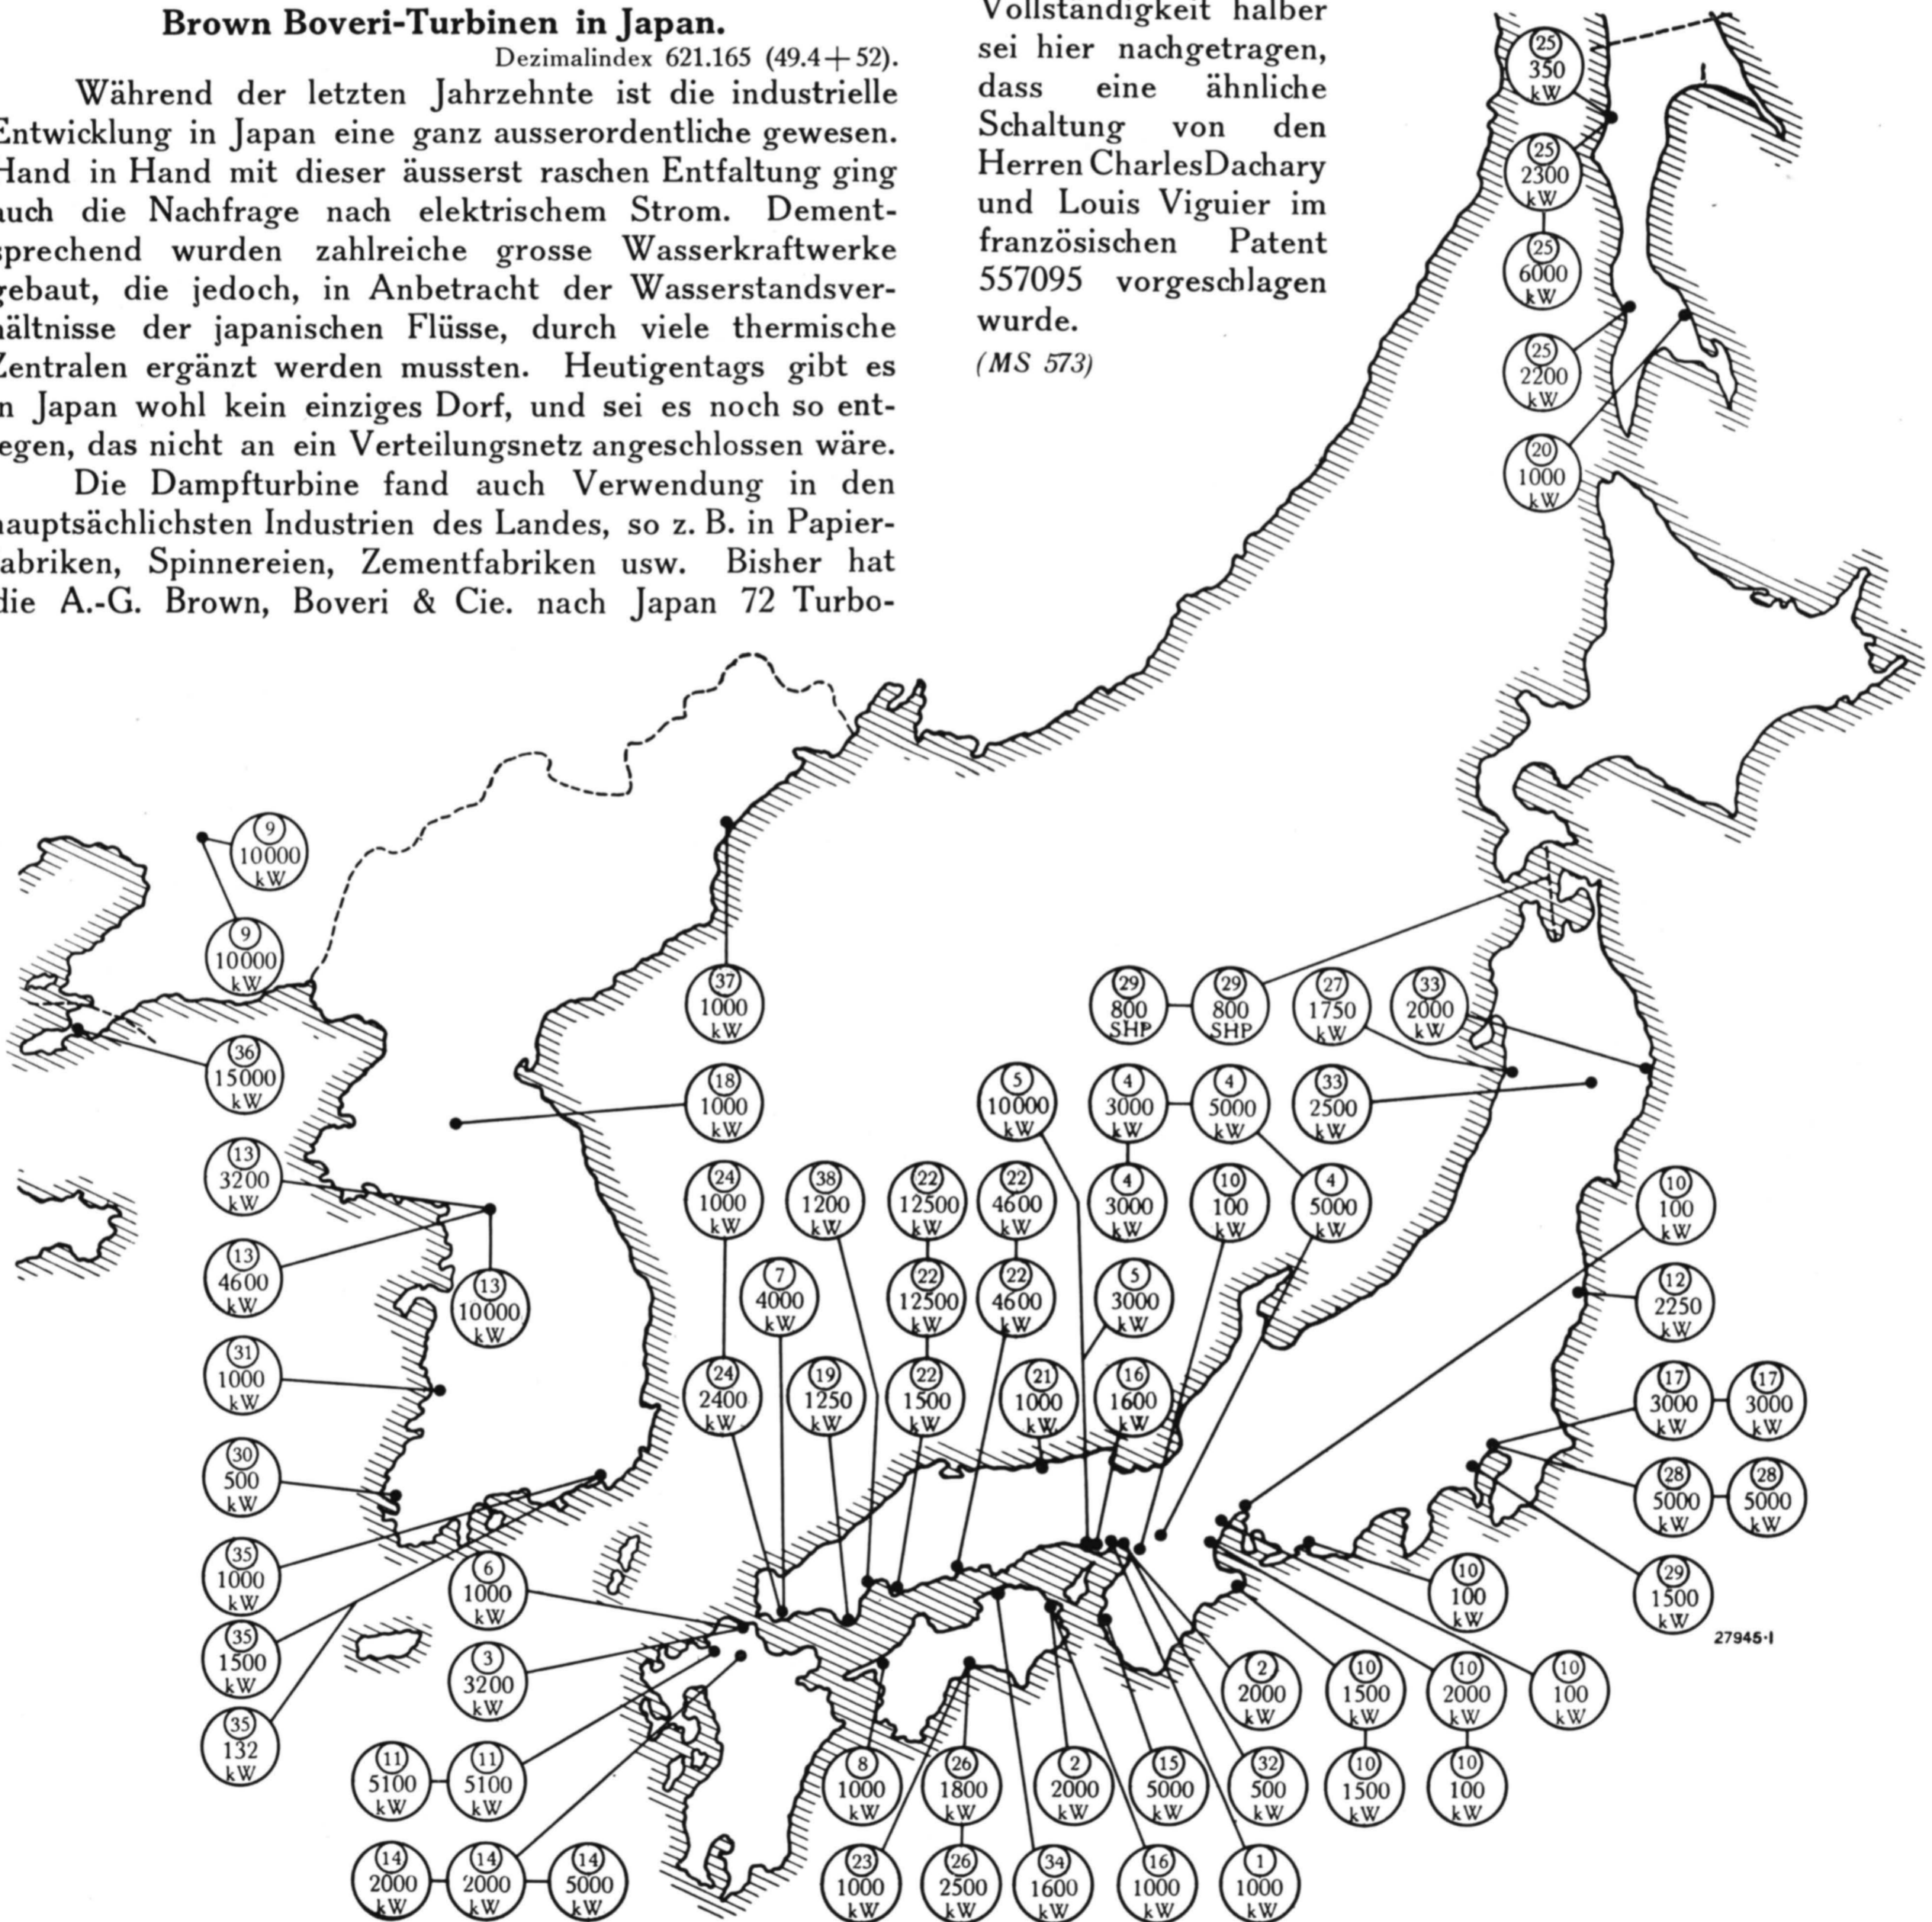 Brown Boveri-Turbinen in Japan.
Dezimalindex 621.165 (49.4+52).
Während der letzten Jahrzehnte ist die industrielle
Entwicklung in Japan eine ganz ausserordentliche gewesen.
Hand in Hand mit dieser äusserst raschen Entfaltung ging
auch die Nachfrage nach elektrischem Strom. Dement-
sprechend wurden zahlreiche grosse Wasserkraftwerke
gebaut, die jedoch, in Anbetracht der Wasserstandsver-
hältnisse der japanischen Flüsse, durch viele thermische
Zentralen ergänzt werden mussten. Heutigentags gibt es
n Japan wohl kein einziges Dorf, und sei es noch so ent-
legen, das nicht an ein Verteilungsnetz angeschlossen wäre.
Die Dampfturbine fand auch Verwendung in den
hauptsächlichsten Industrien des Landes, so z. B. in Papier-
fabriken, Spinnereien, Zementfabriken usw. Bisher hat
die A.-G. Brown, Boveri & Cie. nach Japan 72 Turbo-
Vollständigkeit halber
sei hier nachgetragen,
dass eine ähnliche
Schaltung von den
Herren Charles Dachary
und Louis Viguier im
französischen Patent
557095 vorgeschlagen
wurde.
(MS 573)
25
350
kW
25
2300
kW
25
6000
kW
25
2200
kW
20
1000
kW
9
10000
kW
9
10000
kW
36
15000
kW
13
3200
kW
13
4600
kW
13
10000
kW
31
1000
kW
30
500
kW
35
1000
kW
35
1500
kW
35
132
kW
37
1000
kW
18
1000
kW
29
800
SHP
29
800
SHP
27
1750
kW
33
2000
kW
5
10000
kW
4
3000
kW
4
5000
kW
33
2500
kW
24
1000
kW
38
1200
kW
22
12500
kW
22
4600
kW
4
3000
kW
10
100
kW
4
5000
kW
10
100
kW
7
4000
kW
22
12500
kW
22
4600
kW
5
3000
kW
12
2250
kW
24
2400
kW
19
1250
kW
22
1500
kW
21
1000
kW
16
1600
kW
17
3000
kW
17
3000
kW
28
5000
kW
28
5000
kW
6
1000
kW
10
100
kW
29
1500
kW
27945-I
3
3200
kW
2
2000
kW
10
1500
kW
10
2000
kW
10
100
kW
11
5100
kW
11
5100
kW
8
1000
kW
26
1800
kW
2
2000
kW
15
5000
kW
32
500
kW
10
1500
kW
10
100
kW
14
2000
kW
14
2000
kW
14
5000
kW
23
1000
kW
26
2500
kW
34
1600
kW
16
1000
kW
1
1000
kW